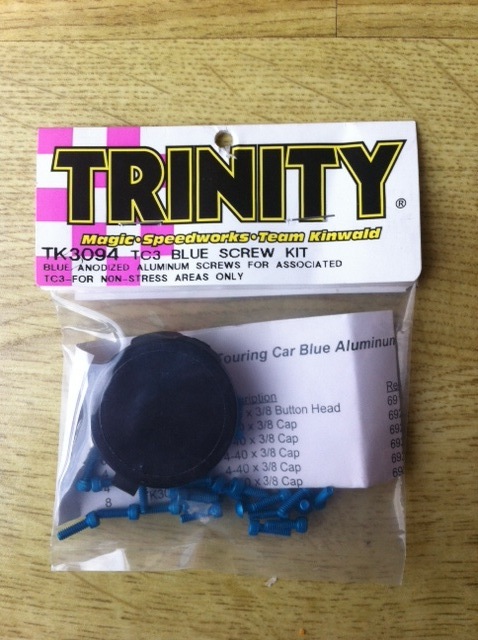 TRINITY®
Magic•Speedworks•Team Kinwald
TK3094 TC3 BLUE SCREW KIT
BLUE ANODIZED ALUMINUM SCREWS FOR ASSOCIATED
TC3-FOR NON-STRESS AREAS ONLY
Touring Car Blue Aluminum
x 3/8 Button Head
x 3/8 Cap
x 3/8 Cap
4-40 x 3/8 Cap
4-40 x 3/8 Cap
x 3/8 Cap
8